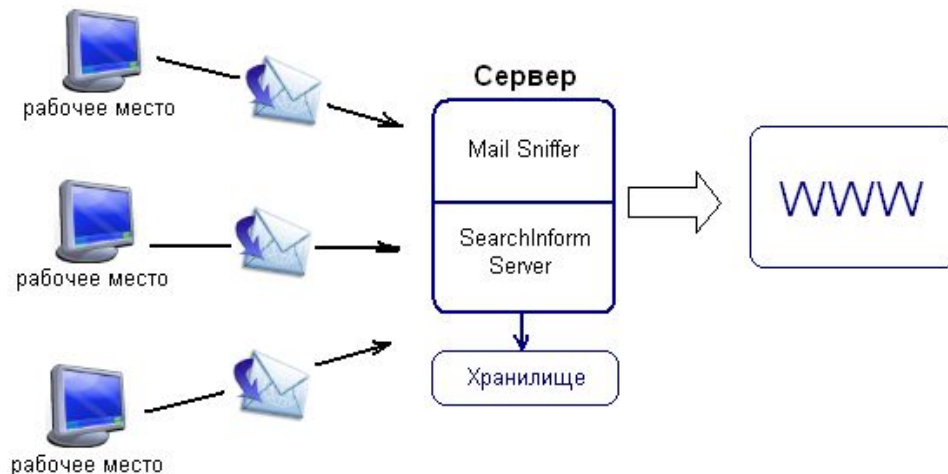 рабочее место
рабочее место
рабочее место
Сервер
Mail Sniffer
SearchInform
Server
Хранилище
WWW